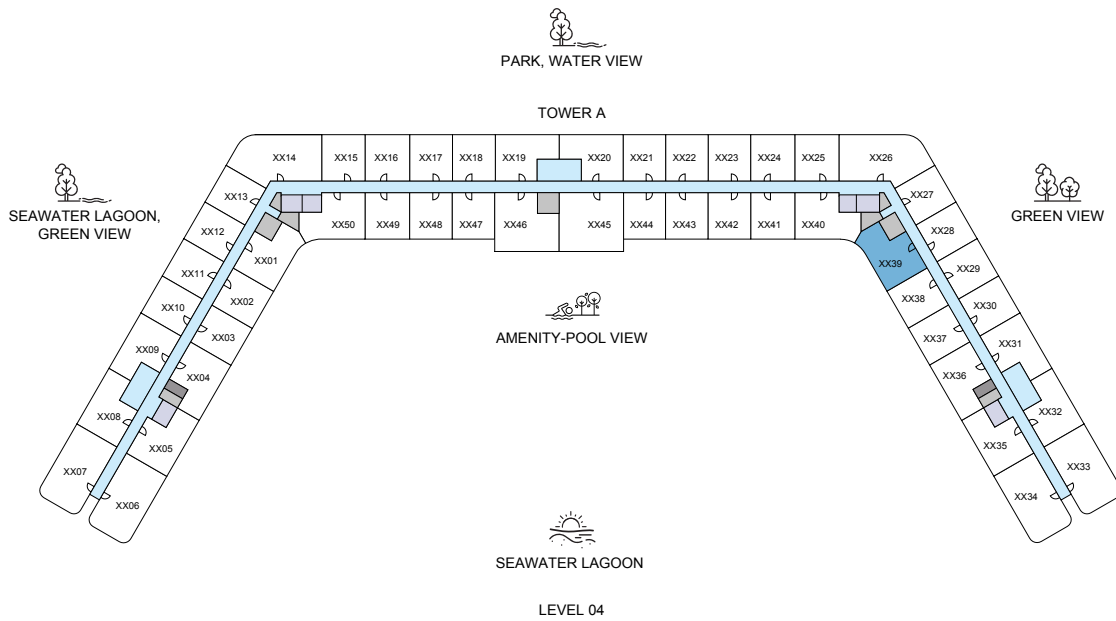 PARK, WATER VIEW
TOWER A
XX14 XX15 XX16 XX17 XX18 XX19 XX20 XX21 XX22 XX23 XX24 XX25 XX26
XX13 XX27
SEAWATER LAGOON,
GREEN VIEW
GREEN VIEW
XX12 XX50 XX49 XX48 XX47 XX46 XX45 XX44 XX43 XX42 XX41 XX40 XX28
XX01 XX39
XX11 XX29
XX02 XX38
XX10 XX30
XX03 XX37
AMENITY-POOL VIEW
XX09 XX31
XX04 XX36
XX08 XX32
XX05 XX35
XX07 XX33
XX06 XX34
SEAWATER LAGOON
LEVEL 04